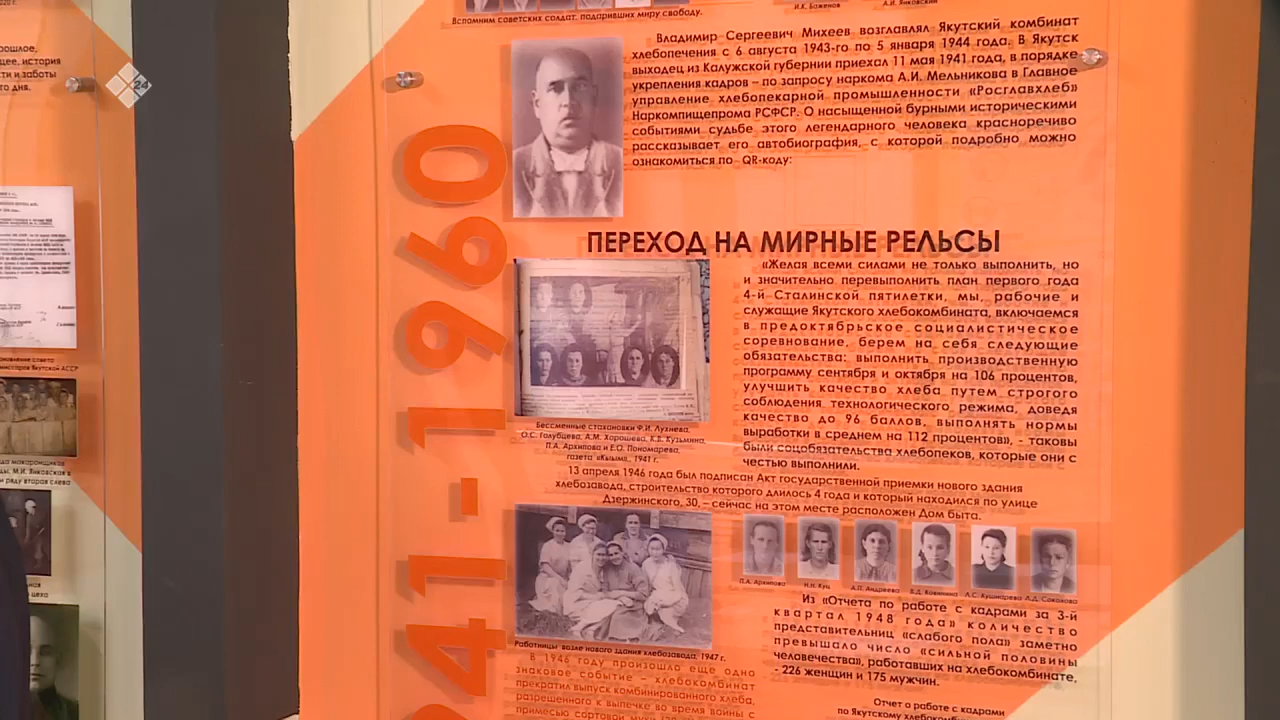 Вспомним советских солдат, подаривших миру свободу.
И.К. Баженов
А.И. Янковский
Владимир Сергеевич Михеев возглавлял Якутский комбинат
хлебопечения с 6 августа 1943-го по 5 января 1944 года. В Якутск
выходец из Калужской губернии приехал 11 мая 1941 года, в порядке
укрепления кадров – по запросу наркома А.И. Мельникова в Главное
управление хлебопекарной промышленности «Росглавхлеб»
Наркомпищепрома РСФСР. О насыщенной бурными историческими
событиями судьбе этого легендарного человека красноречиво
рассказывает его автобиография, с которой подробно можно
ознакомиться по QR-коду:
ПЕРЕХОД НА МИРНЫЕ РЕЛЬСЫ
«Желая всеми силами не только выполнить, но
и значительно перевыполнить план первого года
4-й Сталинской пятилетки, мы, рабочие и
служащие Якутского хлебокомбината, включаемся
в предоктябрьское социалистическое
соревнование, берем на себя следующие
обязательства: выполнить производственную
программу сентября и октября на 106 процентов,
улучшить качество хлеба путем строгого
соблюдения технологического режима, доведя
качество до 96 баллов, выполнять нормы
выработки в среднем на 112 процентов», - таковы
были соцобязательства хлебопеков, которые они с
честью выполнили.
Бессменные стахановки Ф.И. Лухнева,
О.С. Голубцева, А.М. Хорошева, К.В. Кузьмина,
П.А. Архипова и Е.О. Пономарева,
газета «Кыым», 1941 г.
13 апреля 1946 года был подписан Акт государственной приемки нового здания
хлебозавода, строительство которого длилось 4 года и который находился по улице
Дзержинского, 30, – сейчас на этом месте расположен Дом быта.
П.А. Архипова
Н.Н. Куц
А.П. Андреева
В.Д. Ковинина
Л.С. Кушнарева
Л.Д. Соколова
Работницы возле нового здания хлебозавода, 1947 г.
Из «Отчета по работе с кадрами за 3-й
квартал 1948 года» количество
представительниц «слабого пола» заметно
превышало число «сильной половины
человечества», работавших на хлебокомбинате,
- 226 женщин и 175 мужчин.
В 1946 году произошло еще одно
знаковое событие – хлебокомбинат
прекратил выпуск комбинированного хлеба,
разрешенного к выпечке во время войны с
примесью сортовой муки
Отчет о работе с кадрами
по Якутскому
941-1960
24